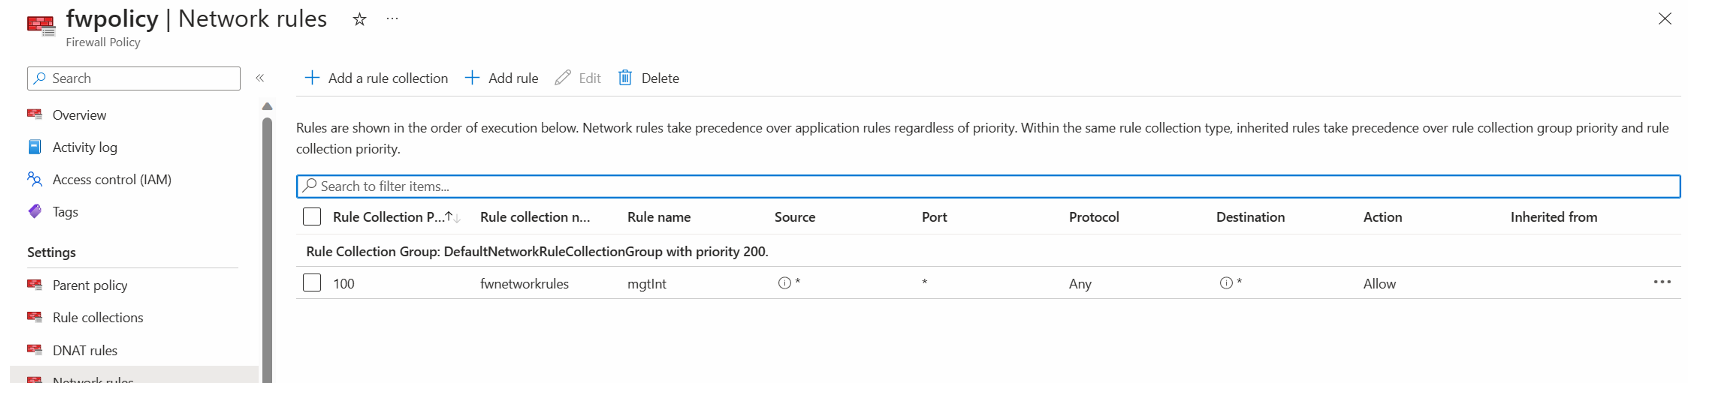 fwpolicy | Network rules ☆ ...
Firewall Policy
Search
Overview
Activity log
Access control (IAM)
Tags
Settings
Parent policy
Rule collections
DNAT rules
Network rules
Add a rule collection Add rule Edit Delete
Rules are shown in the order of execution below. Network rules take precedence over application rules regardless of priority. Within the same rule collection type, inherited rules take precedence over rule collection group priority and rule
collection priority.
Search to filter items...
Rule Collection P...↑↓ Rule collection n... Rule name Source Port Protocol Destination Action Inherited from
Rule Collection Group: DefaultNetworkRuleCollectionGroup with priority 200.
100 fwnetworkrules mgtInt * * Any * Allow ...